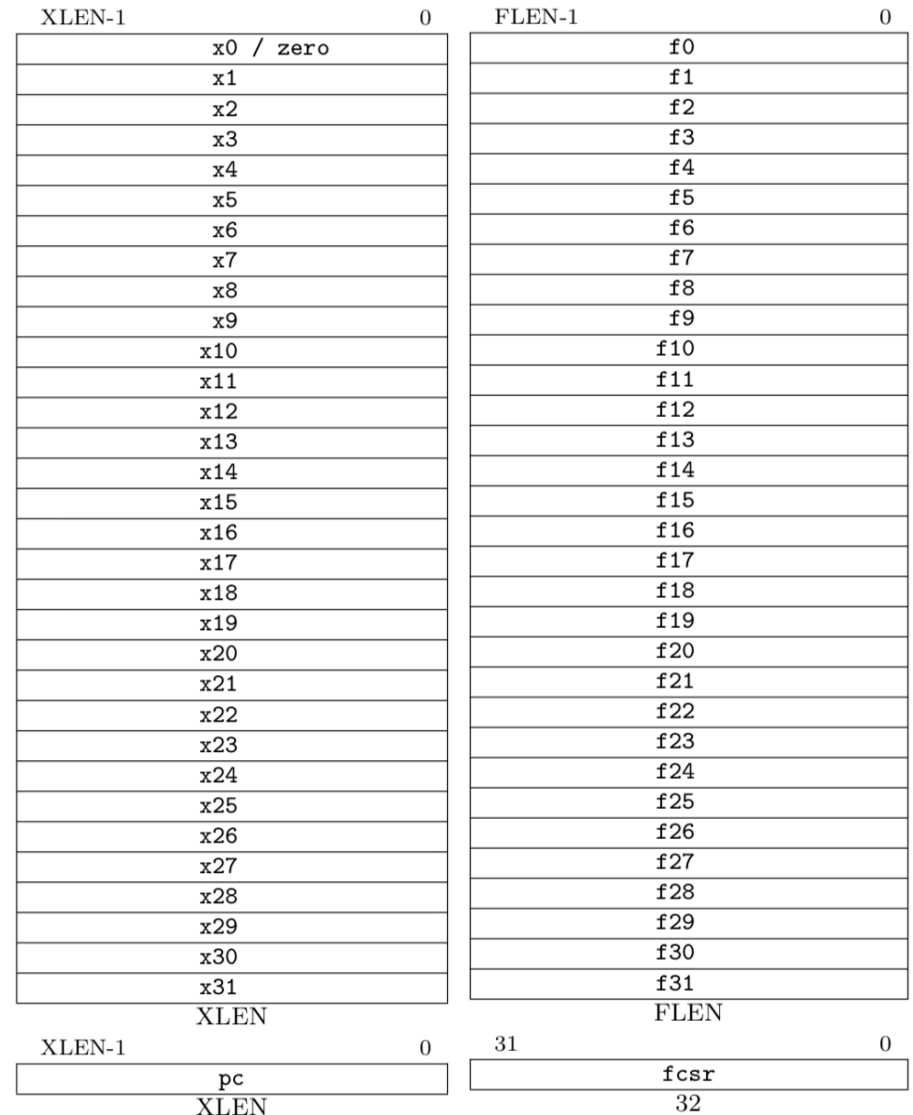 XLEN-1 0
x0 / zero
x1
x2
x3
x4
x5
x6
x7
x8
x9
x10
x11
x12
x13
x14
x15
x16
x17
x18
x19
x20
x21
x22
x23
x24
x25
x26
x27
x28
x29
x30
x31
XLEN
XLEN-1 0
pc
XLEN
FLEN-1 0
f0
f1
f2
f3
f4
f5
f6
f7
f8
f9
f10
f11
f12
f13
f14
f15
f16
f17
f18
f19
f20
f21
f22
f23
f24
f25
f26
f27
f28
f29
f30
f31
FLEN
31 0
fcsr
32